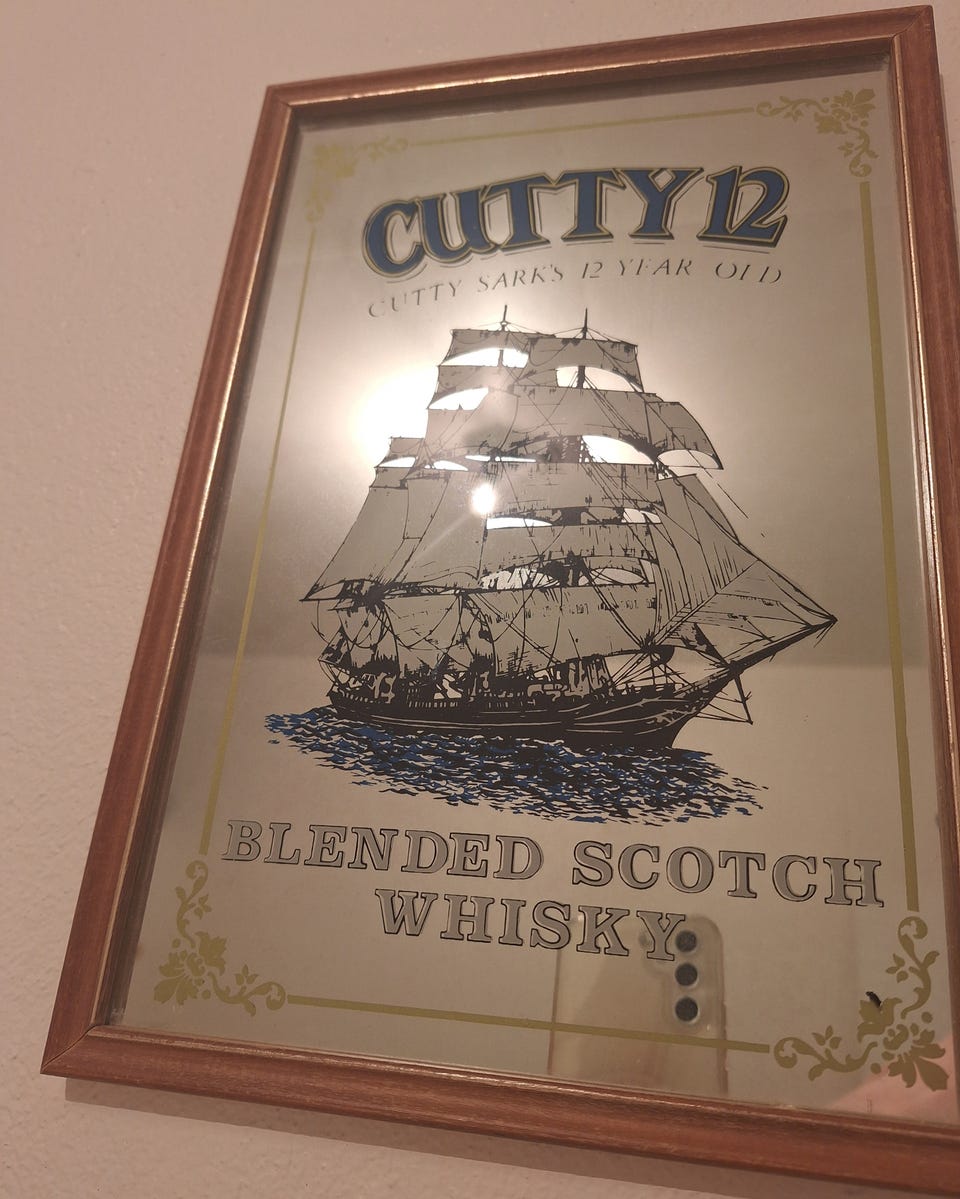 CUTTY 12
CUTTY SARK'S 12 YEAR OLD
BLENDED SCOTCH
WHISKY